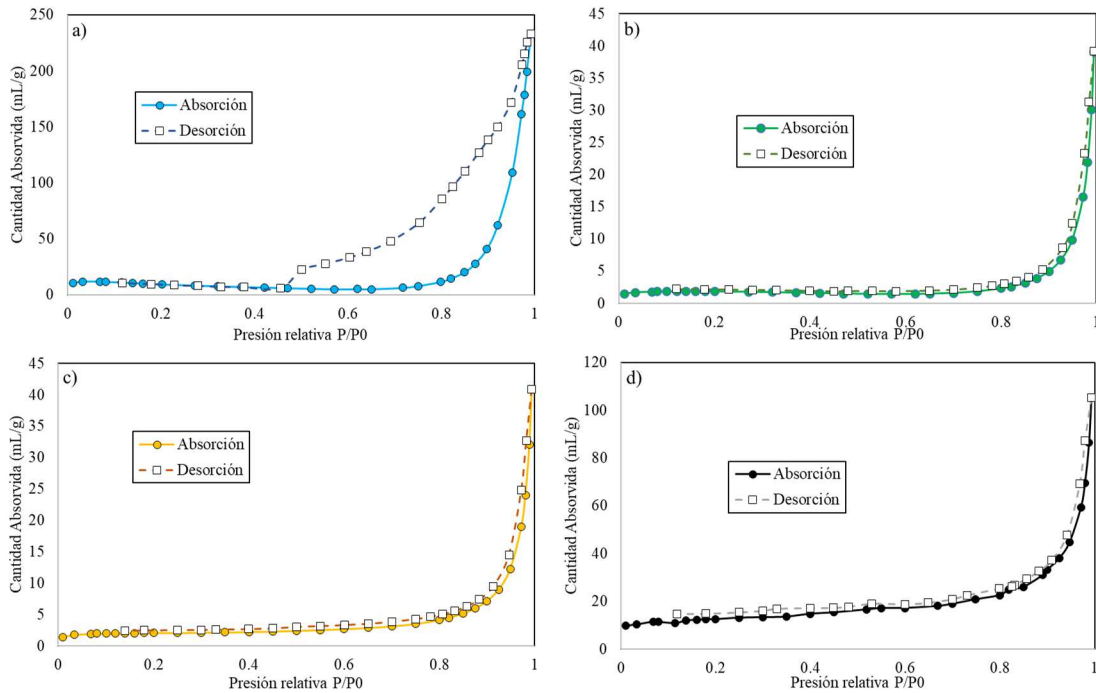 a)
250
200
150
100
50
0
Cantidad Absorvida (mL/g)
Absorción
Desorción
0
0.2
0.4
0.6
0.8
1
Presión relativa P/P0
b)
45
40
35
30
25
20
15
10
5
0
Cantidad Absorvida (mL/g)
Absorción
Desorción
0
0.2
0.4
0.6
0.8
1
Presión relativa P/P0
c)
45
40
35
30
25
20
15
10
5
0
Cantidad Absorvida (mL/g)
Absorción
Desorción
0
0.2
0.4
0.6
0.8
1
Presión relativa P/P0
d)
120
100
80
60
40
20
0
Cantidad Absorvida (mL/g)
Absorción
Desorción
0
0.2
0.4
0.6
0.8
1
Presión relativa P/P0